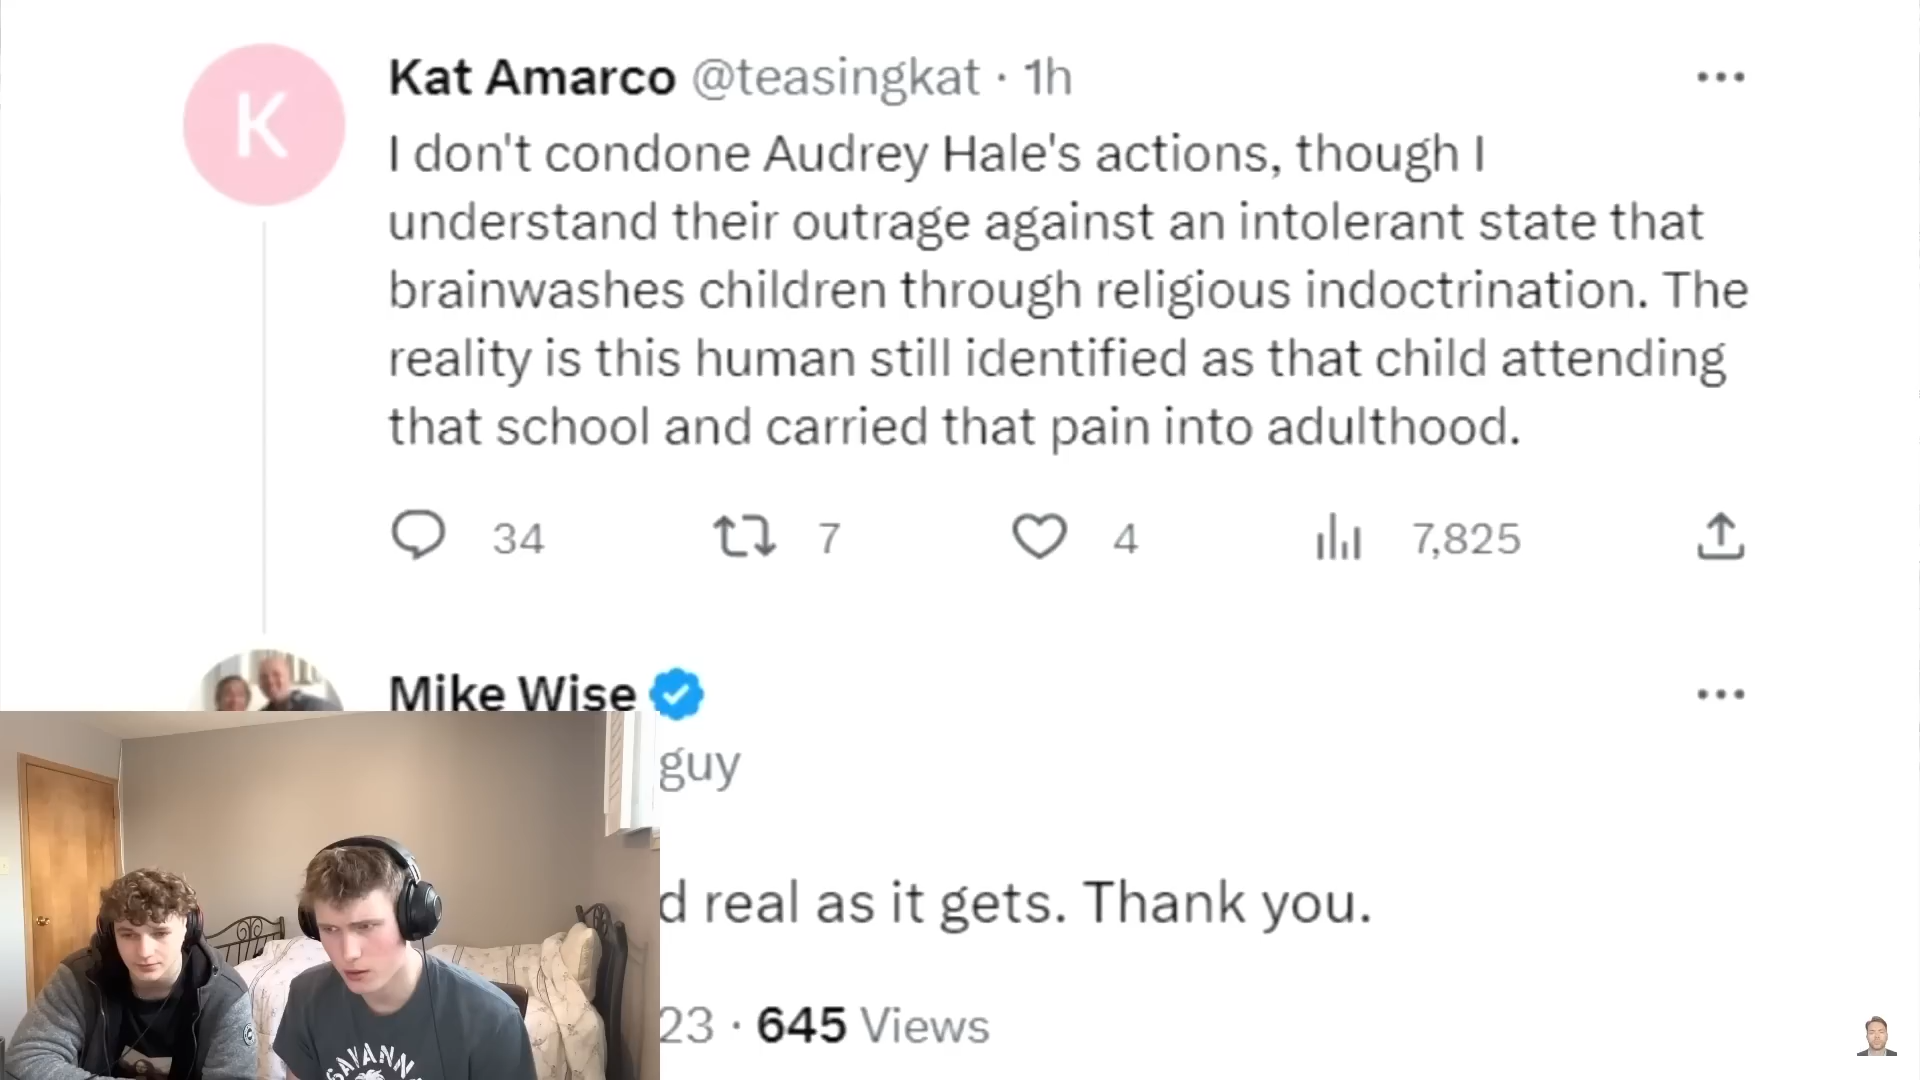 K
Kat Amarco @teasingkat · 1h
I don't condone Audrey Hale's actions, though I
understand their outrage against an intolerant state that
brainwashes children through religious indoctrination. The
reality is this human still identified as that child attending
that school and carried that pain into adulthood.
34 7 4 7,825
Mike Wise
guy
d real as it gets. Thank you.
23 · 645 Views
SAVANN